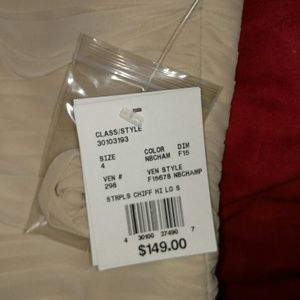 CLASS/STYLE
30103193
SIZE COLOR DIM
4 NBCHAM F15
VEN # VEN STYLE
298 F15678 NBCHAMP
STRPLS CHIFF HI LO S
4 30100 37490 7
$149.00